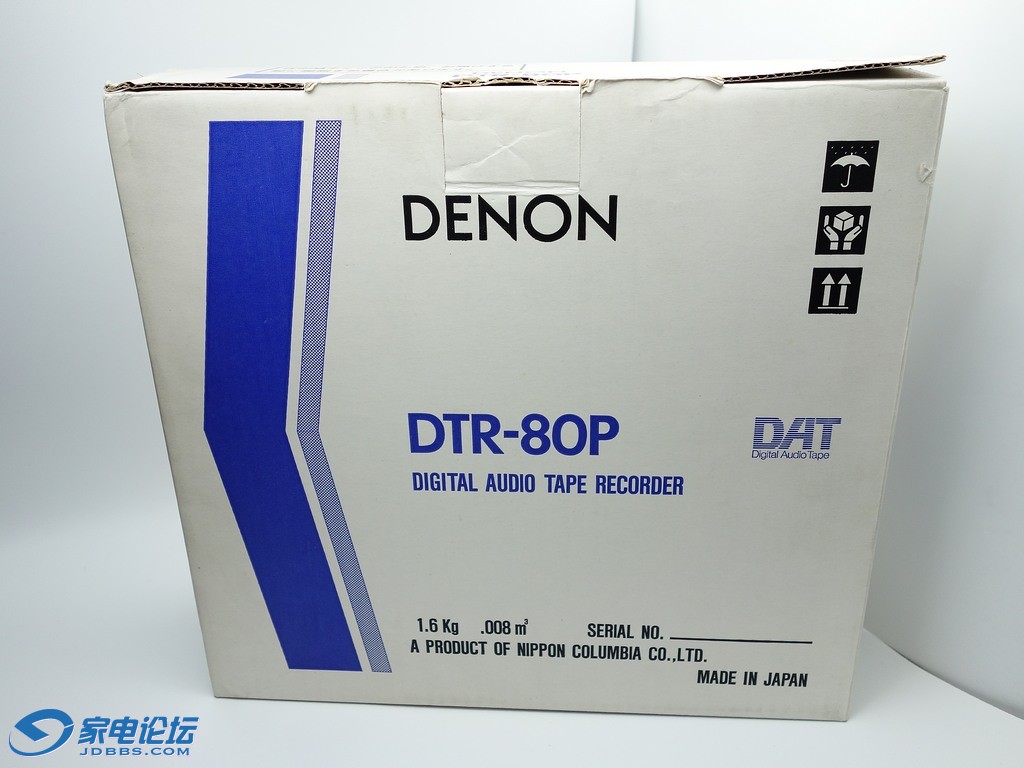 DENON
DTR-80P
DAT
Digital Audio Tape
DIGITAL AUDIO TAPE RECORDER
1.6 Kg .008 m³ SERIAL NO.
A PRODUCT OF NIPPON COLUMBIA CO.,LTD.
MADE IN JAPAN
家电论坛
JDBBS.COM